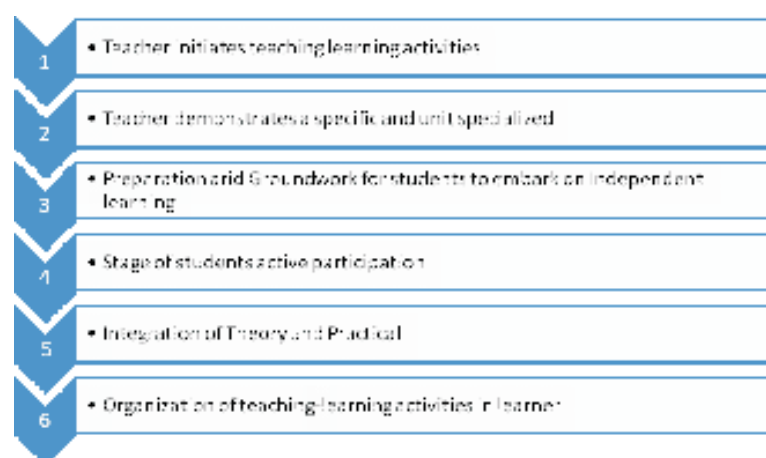 1
• Teacher initiates teaching learning activities
2
• Teacher demonstrates a specific and unit specialized
3
• Preparation and Groundwork for students to embark on independent
learning
4
• Stage of students active participation
5
• Integration of Theory and Practical
6
• Organization of teaching-learning activities in learner